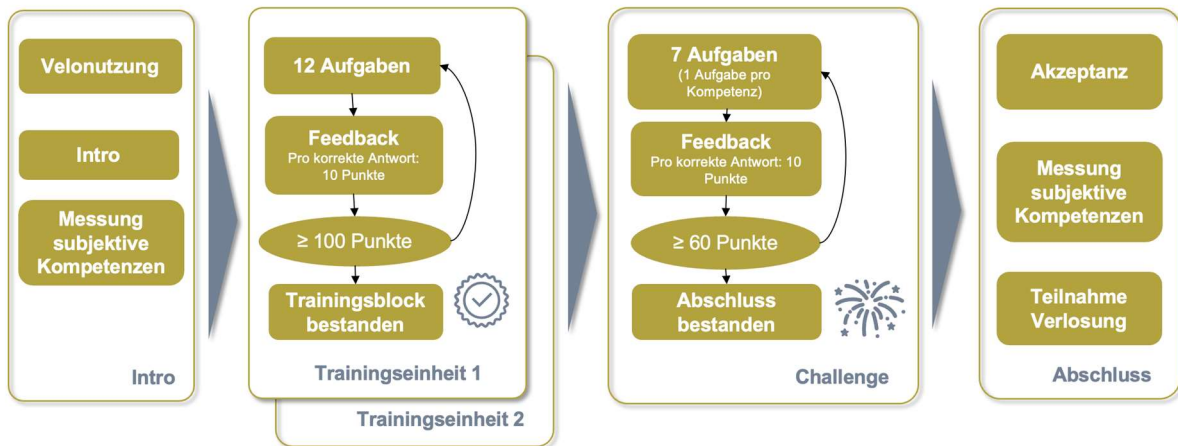 Velonutzung
Intro
Messung
subjektive
Kompetenzen
Intro
12 Aufgaben
Feedback
Pro korrekte Antwort:
10 Punkte
≥ 100 Punkte
Trainingsblock
bestanden
Trainingseinheit 1
Trainingseinheit 2
7 Aufgaben
(1 Aufgabe pro
Kompetenz)
Feedback
Pro korrekte Antwort: 10
Punkte
≥ 60 Punkte
Abschluss
bestanden
Challenge
Akzeptanz
Messung
subjektive
Kompetenzen
Teilnahme
Verlosung
Abschluss